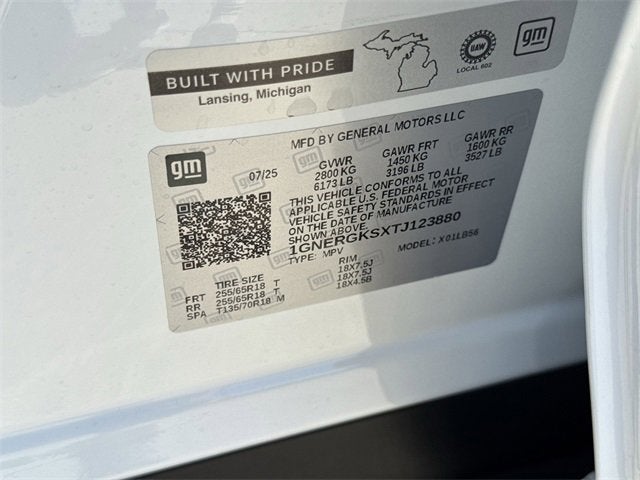 BUILT WITH PRIDE
Lansing, Michigan
UAW
LOCAL 602
gm
gm
07/25
MFD BY GENERAL MOTORS LLC
GVWR GAWR FRT GAWR RR
2800 KG 1450 KG 1600 KG
6173 LB 3196 LB 3527 LB
THIS VEHICLE CONFORMS TO ALL
APPLICABLE U.S. FEDERAL MOTOR
VEHICLE SAFETY STANDARDS IN EFFECT
ON THE DATE OF MANUFACTURE
SHOWN ABOVE.
1GNERGKSXTJ123880
TYPE: MPV MODEL: X01LB56
TIRE SIZE RIM
FRT 255/65R18 T 18X7.5J
RR 255/65R18 T 18X7.5J
SPA T135/70R18 M 18X4.5B